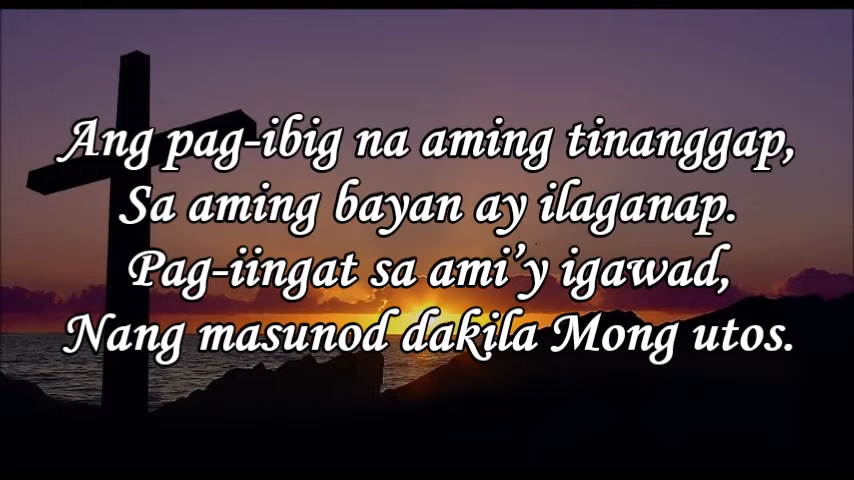 Ang pag-ibig na aming tinanggap,
Sa aming bayan ay ilaganap.
Pag-iingat sa ami’y igawad,
Nang masunod dakila Mong utos.